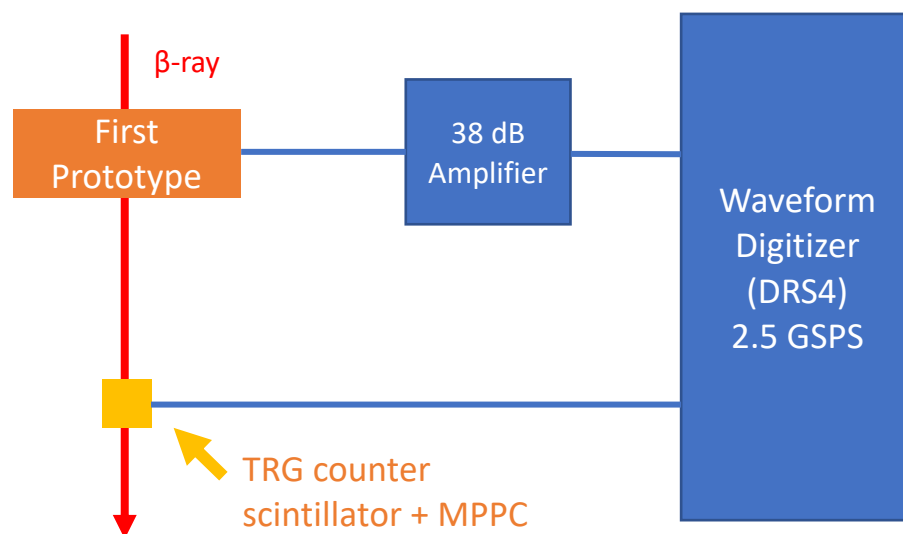 β-ray
First
Prototype
38 dB
Amplifier
Waveform
Digitizer
(DRS4)
2.5 GSPS
TRG counter
scintillator + MPPC